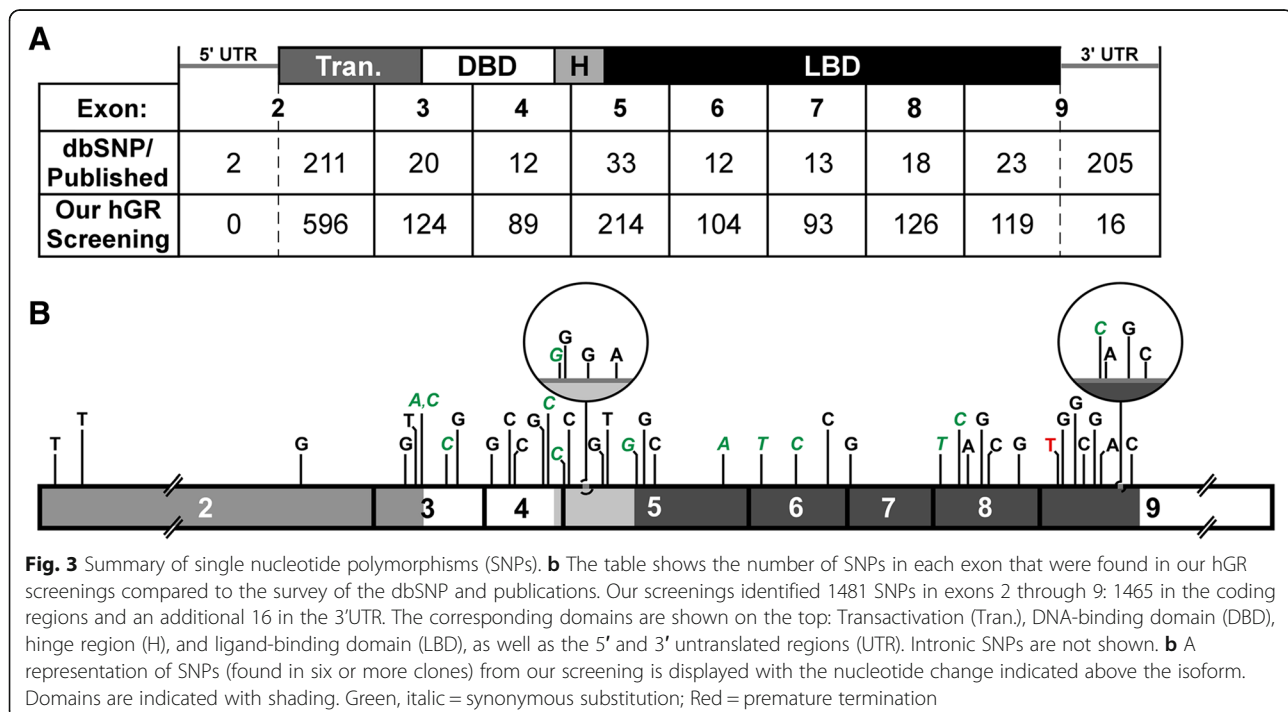 A
5' UTR Tran. DBD H LBD 3' UTR
Exon: 2 3 4 5 6 7 8 9
dbSNP/
Published 2 211 20 12 33 12 13 18 23 205
Our hGR
Screening 0 596 124 89 214 104 93 126 119 16
B
G G G A
C A G C
T T G G T A,C C G G C C G C C C G T G G C A T C C G T C A G C G T G G C G A C
2 3 4 5 6 7 8 9
Fig. 3 Summary of single nucleotide polymorphisms (SNPs). b The table shows the number of SNPs in each exon that were found in our hGR
screenings compared to the survey of the dbSNP and publications. Our screenings identified 1481 SNPs in exons 2 through 9: 1465 in the coding
regions and an additional 16 in the 3′UTR. The corresponding domains are shown on the top: Transactivation (Tran.), DNA-binding domain (DBD),
hinge region (H), and ligand-binding domain (LBD), as well as the 5′ and 3′ untranslated regions (UTR). Intronic SNPs are not shown. b A
representation of SNPs (found in six or more clones) from our screening is displayed with the nucleotide change indicated above the isoform.
Domains are indicated with shading. Green, italic = synonymous substitution; Red = premature termination